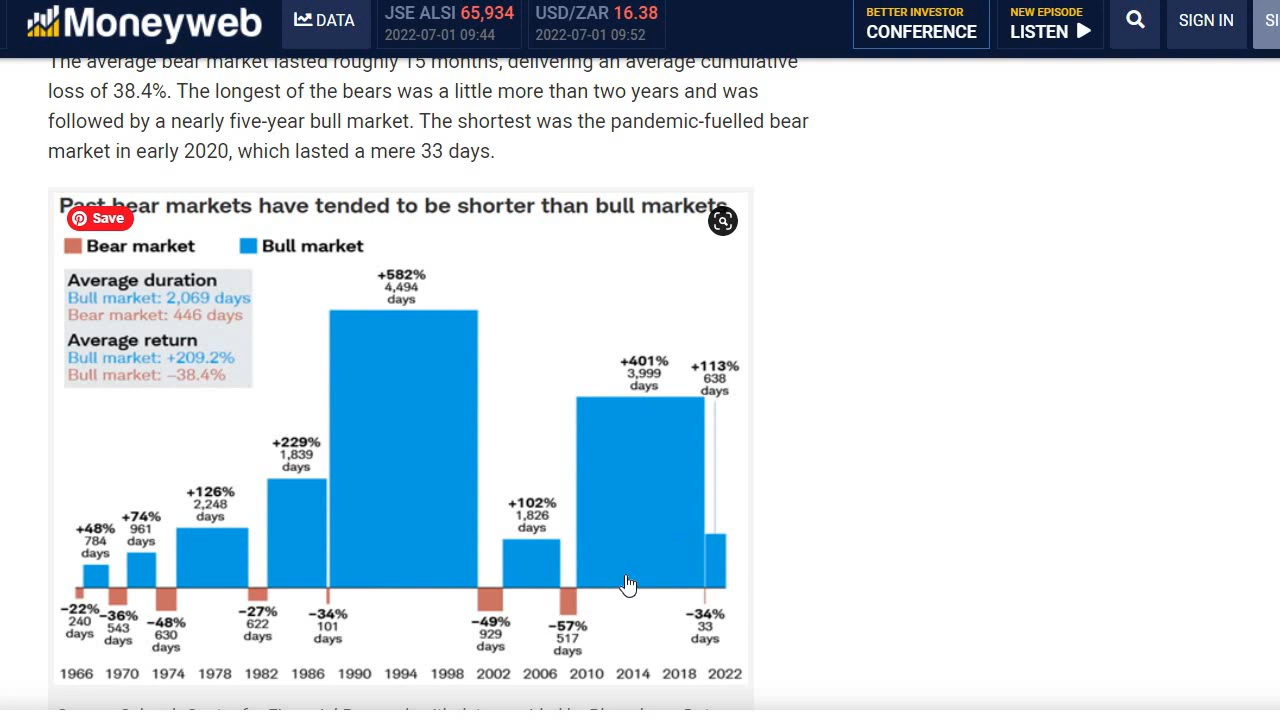 Moneyweb
DATA
JSE ALSI 65,934
2022-07-01 09:44
USD/ZAR 16.38
2022-07-01 09:52
BETTER INVESTOR
CONFERENCE
NEW EPISODE
LISTEN
SIGN IN
SI
The average bear market lasted roughly 15 months, delivering an average cumulative
loss of 38.4%. The longest of the bears was a little more than two years and was
followed by a nearly five-year bull market. The shortest was the pandemic-fuelled bear
market in early 2020, which lasted a mere 33 days.
Past bear markets have tended to be shorter than bull markets
Save
Bear market
Bull market
Average duration
Bull market: 2,069 days
Bear market: 446 days
Average return
Bull market: +209.2%
Bull market: –38.4%
+48%
784
days
+74%
961
days
+126%
2,248
days
+229%
1,839
days
+582%
4,494
days
+102%
1,826
days
+401%
3,999
days
+113%
638
days
–22%
240
days
–36%
543
days
–48%
630
days
–27%
622
days
–34%
101
days
–49%
929
days
–57%
517
days
–34%
33
days
1966 1970 1974 1978 1982 1986 1990 1994 1998 2002 2006 2010 2014 2018 2022